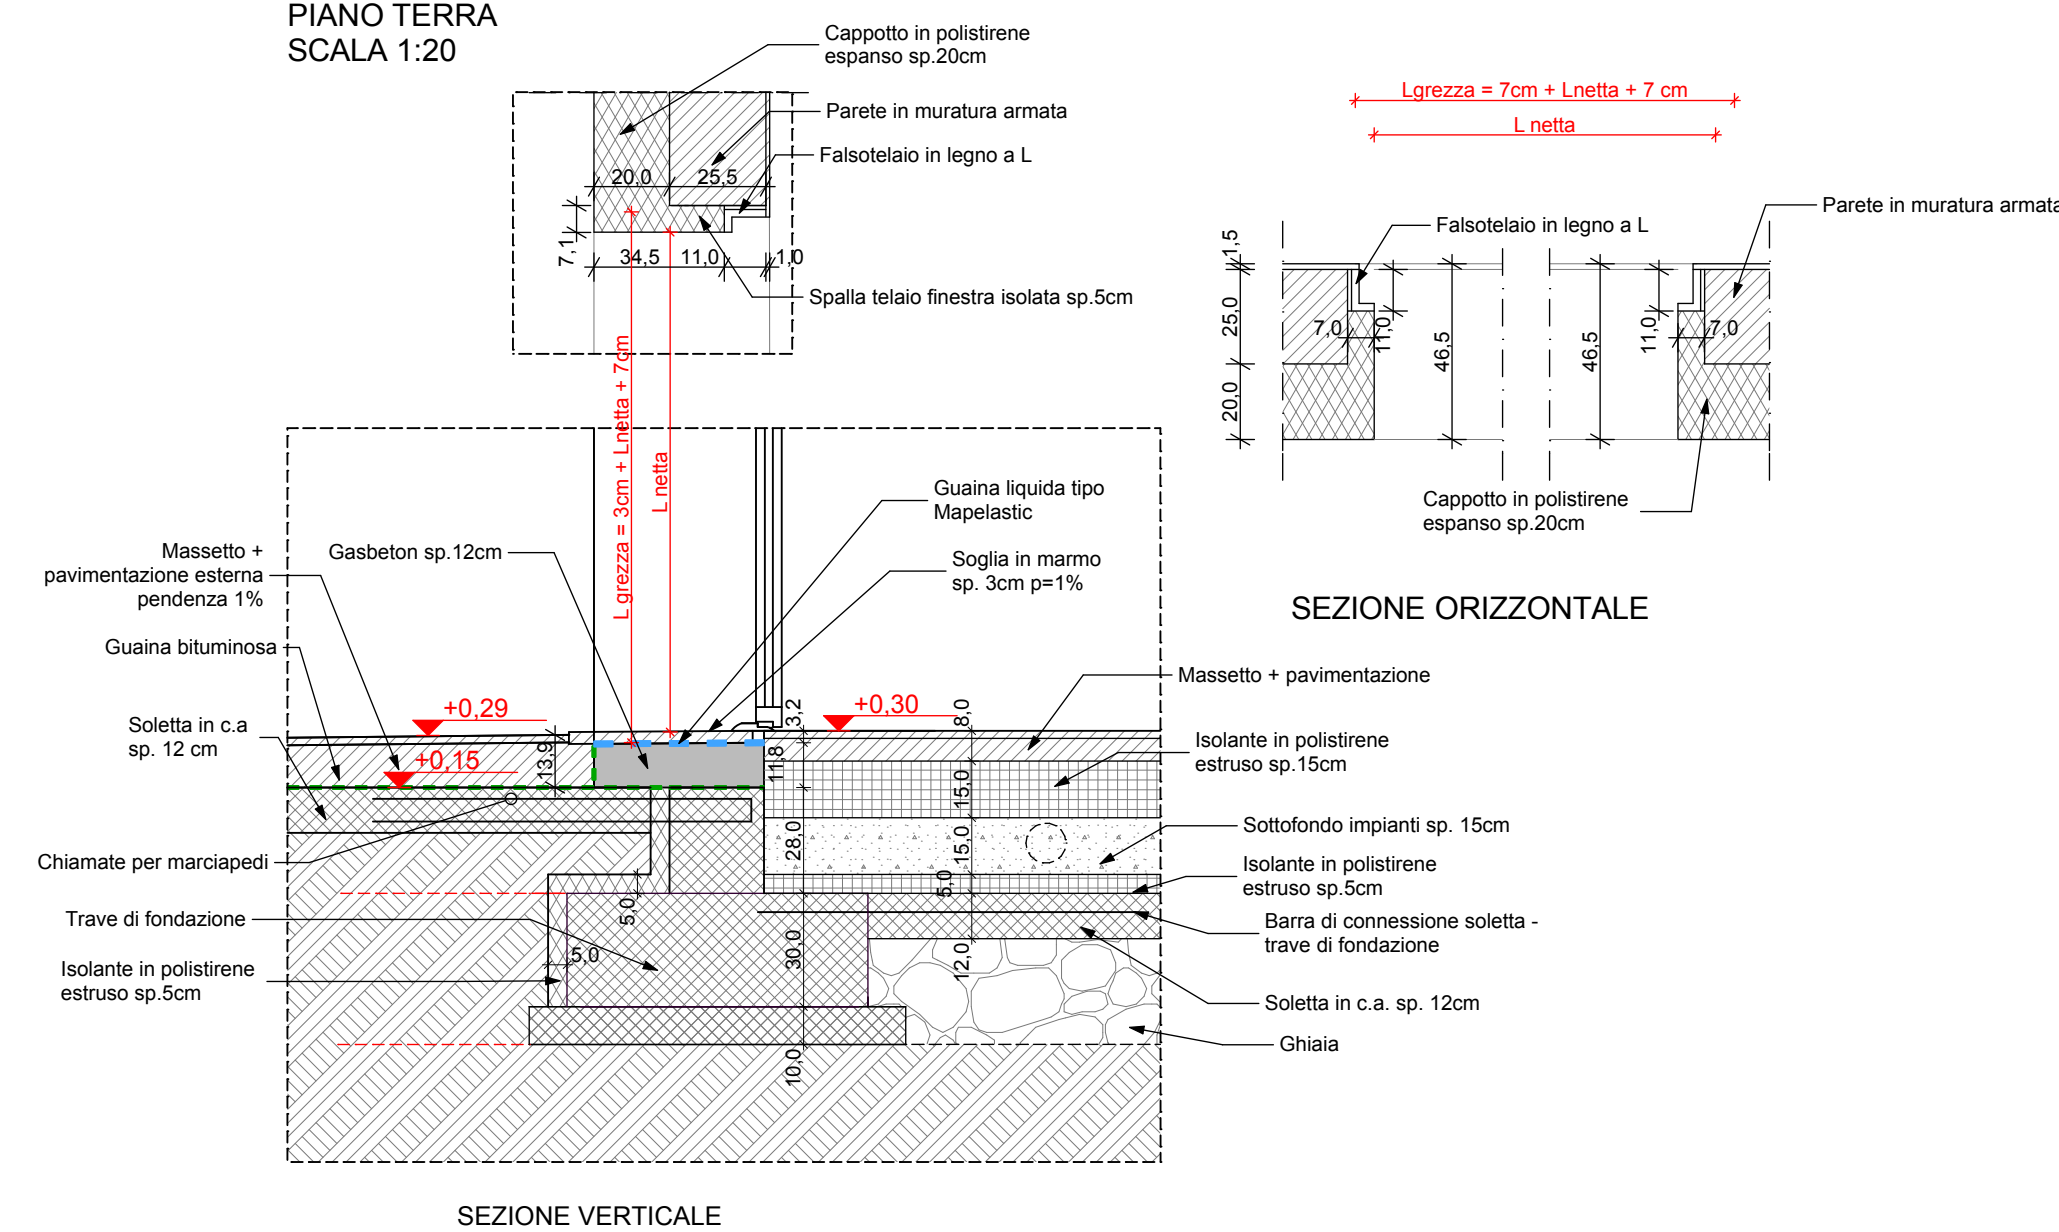 PIANO TERRA
SCALA 1:20
Cappotto in polistirene
espanso sp.20cm
Parete in muratura armata
Falsotelaio in legno a L
20,0
25,5
7,1
34,5
11,0
1,0
Spalla telaio finestra isolata sp.5cm
L grezza = 3cm + Lnetta + 7cm
L netta
Lgrezza = 7cm + Lnetta + 7 cm
L netta
Parete in muratura armata
Falsotelaio in legno a L
1,5
25,0
20,0
7,0
11,0
46,5
46,5
11,0
7,0
Cappotto in polistirene
espanso sp.20cm
SEZIONE ORIZZONTALE
Guaina liquida tipo
Mapelastic
Gasbeton sp.12cm
Soglia in marmo
sp. 3cm p=1%
Massetto +
pavimentazione esterna
pendenza 1%
Guaina bituminosa
Soletta in c.a
sp. 12 cm
Chiamate per marciapedi
Trave di fondazione
Isolante in polistirene
estruso sp.5cm
+0,29
+0,15
+0,30
13,9
3,2
11,8
28,0
30,0
10,0
5,0
5,0
8,0
15,0
15,0
5,0
12,0
Massetto + pavimentazione
Isolante in polistirene
estruso sp.15cm
Sottofondo impianti sp. 15cm
Isolante in polistirene
estruso sp.5cm
Barra di connessione soletta -
trave di fondazione
Soletta in c.a. sp. 12cm
Ghiaia
SEZIONE VERTICALE